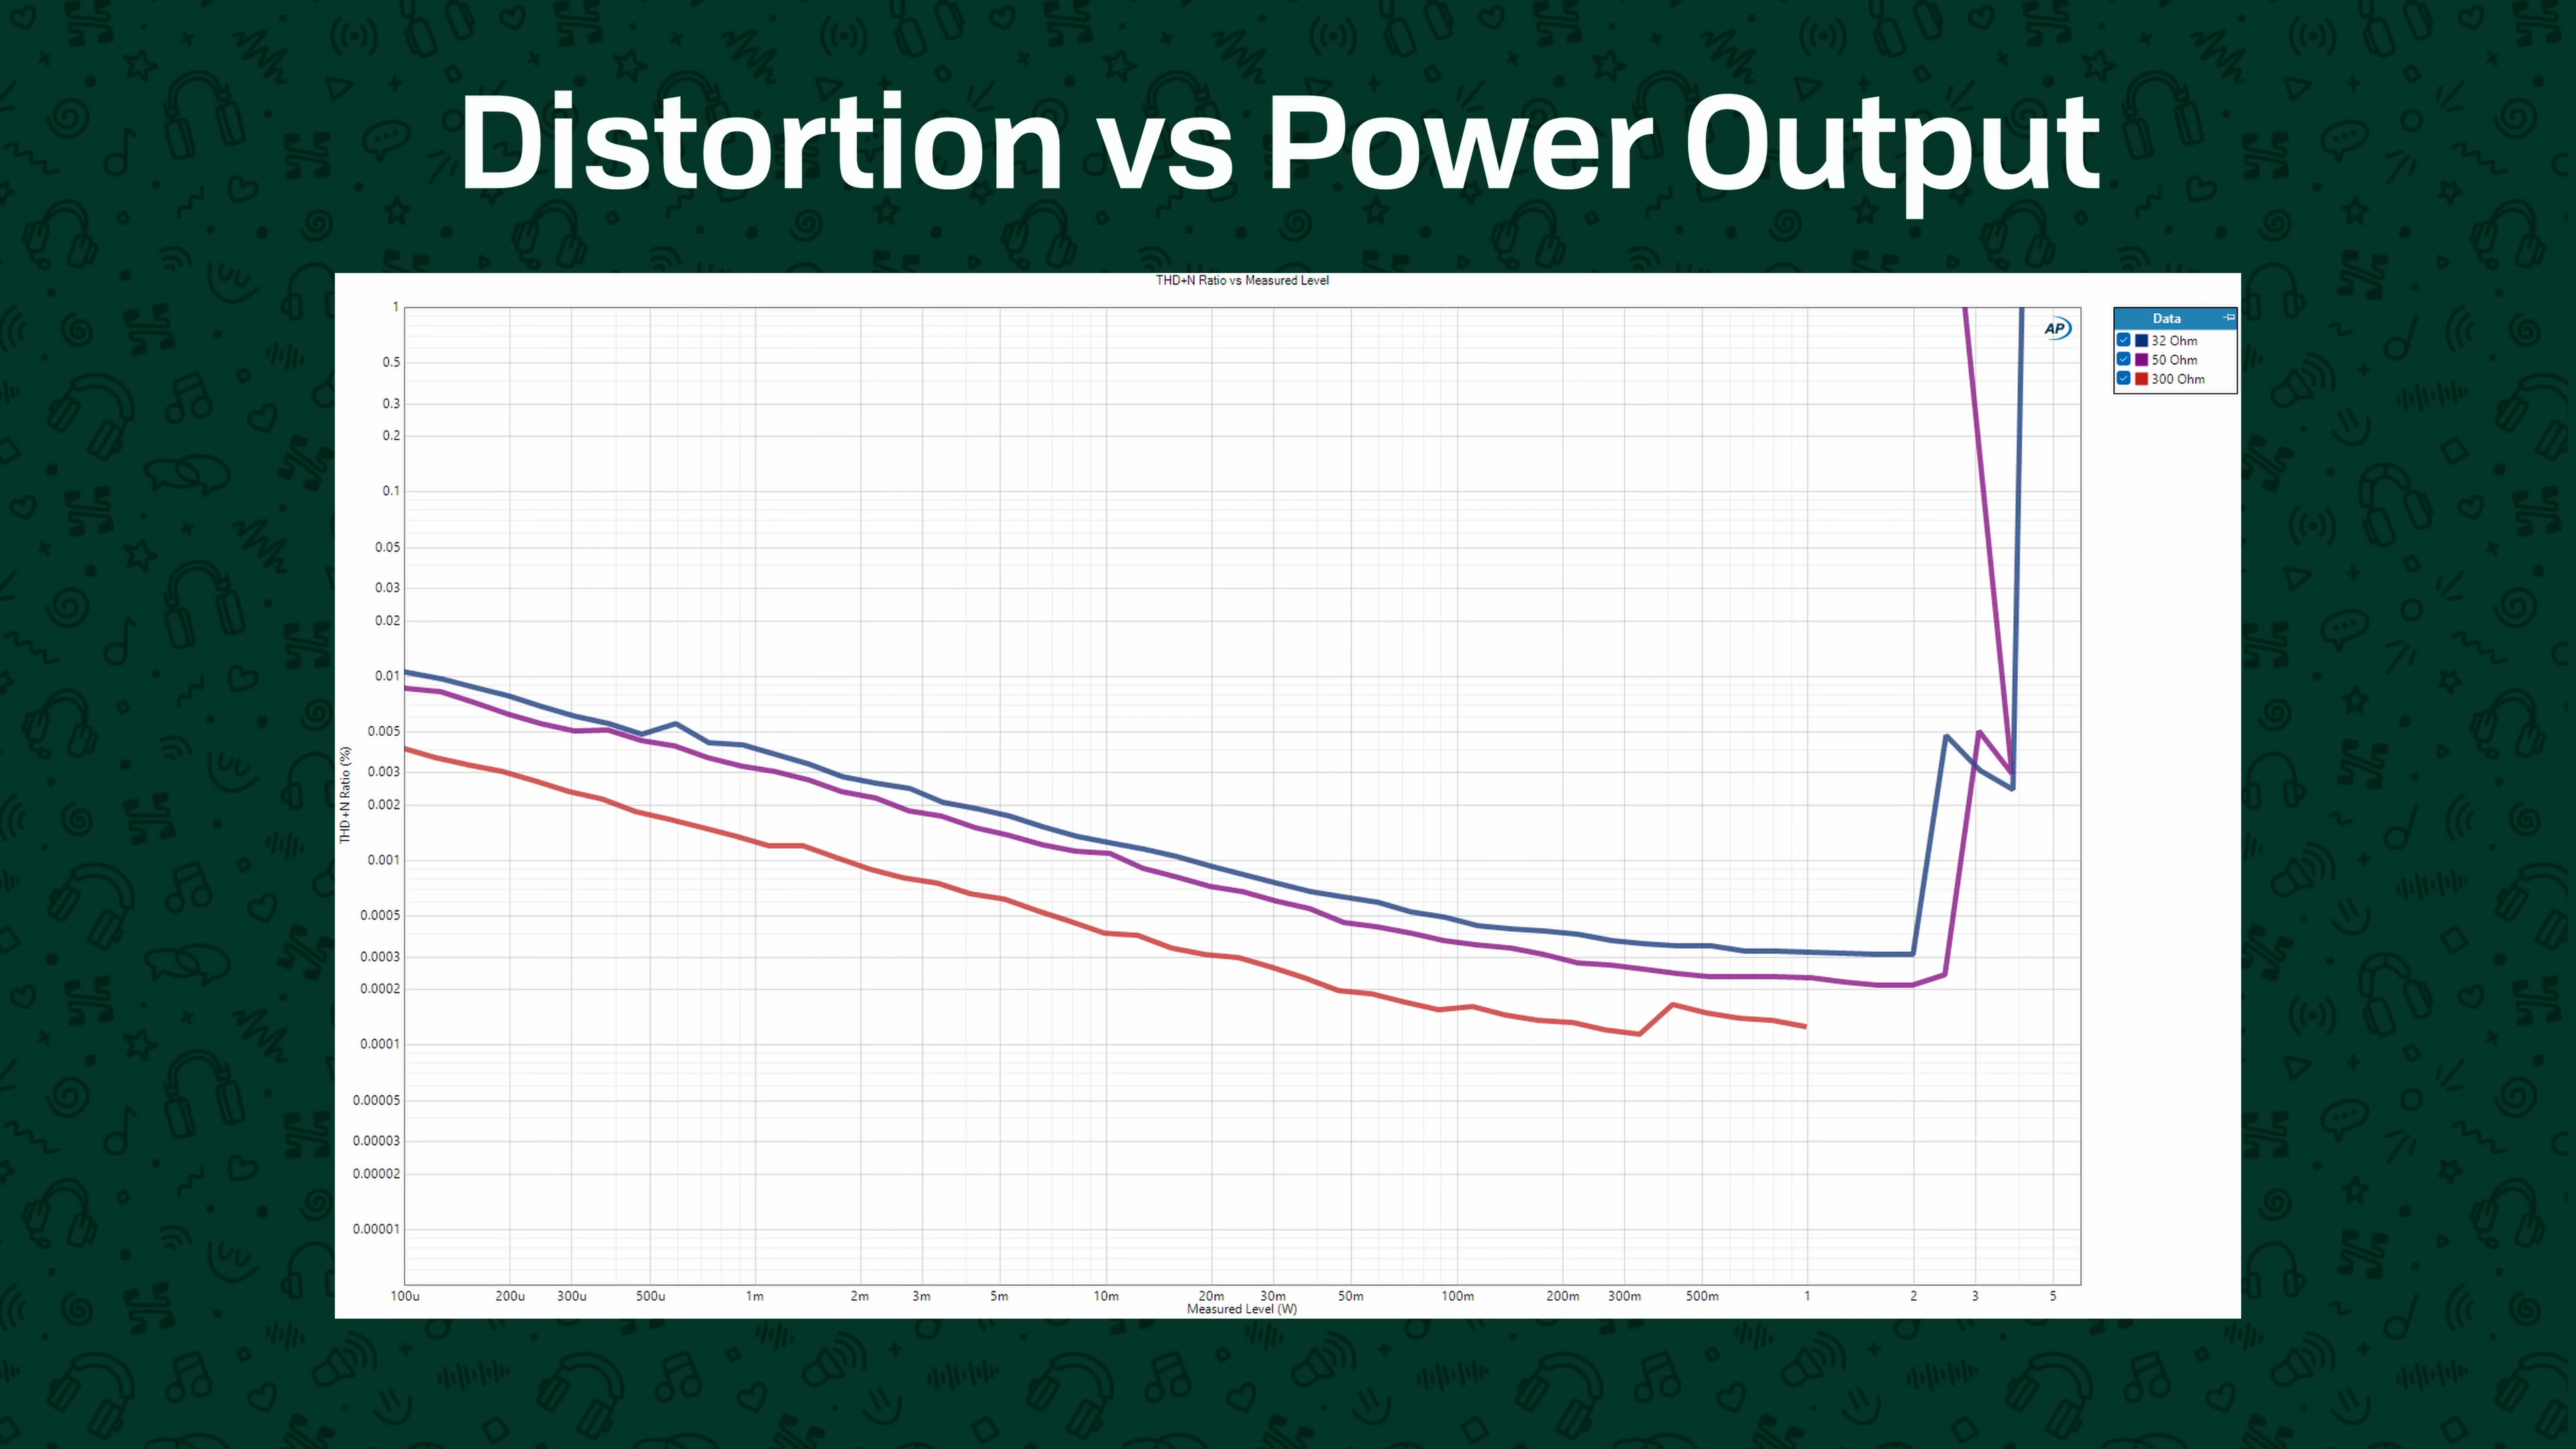 Distortion vs Power Output
THD+N Ratio vs Measured Level
AP
Data
32 Ohm
50 Ohm
300 Ohm
THD+N Ratio (%)
1
0.5
0.3
0.2
0.1
0.05
0.03
0.02
0.01
0.005
0.003
0.002
0.001
0.0005
0.0003
0.0002
0.0001
0.00005
0.00003
0.00002
0.00001
100u 200u 300u 500u 1m 2m 3m 5m 10m 20m 30m 50m 100m 200m 300m 500m 1 2 3 5
Measured Level (W)